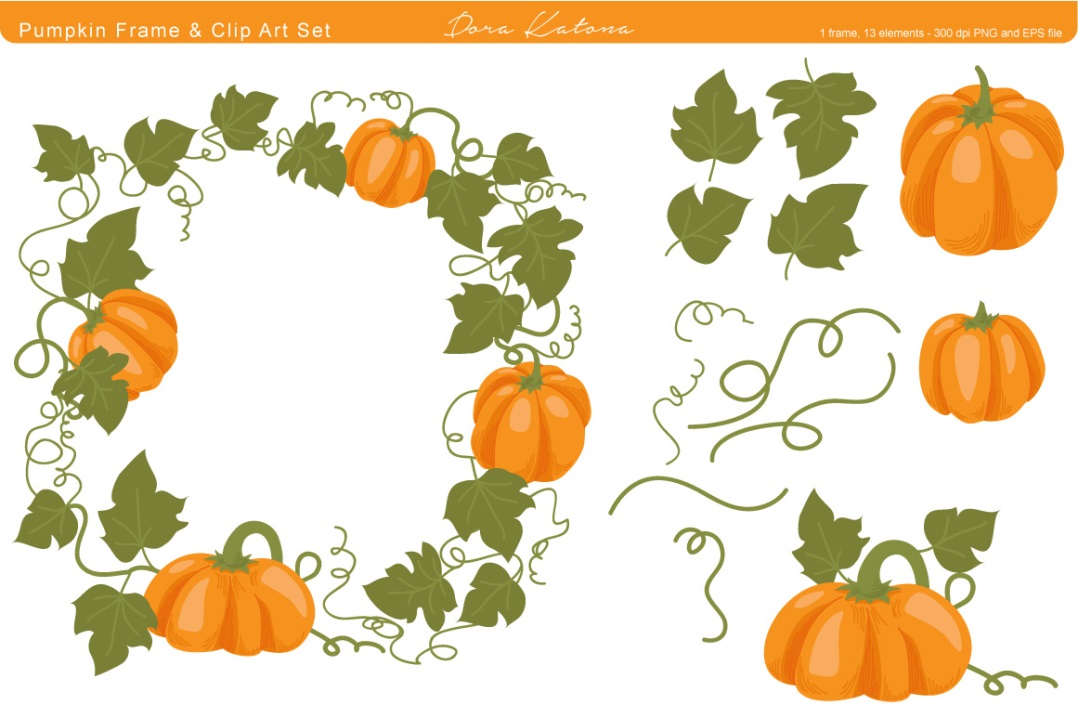 Pumpkin Frame & Clip Art Set
Dora Katona
1 frame, 13 elements - 300 dpi PNG and EPS file